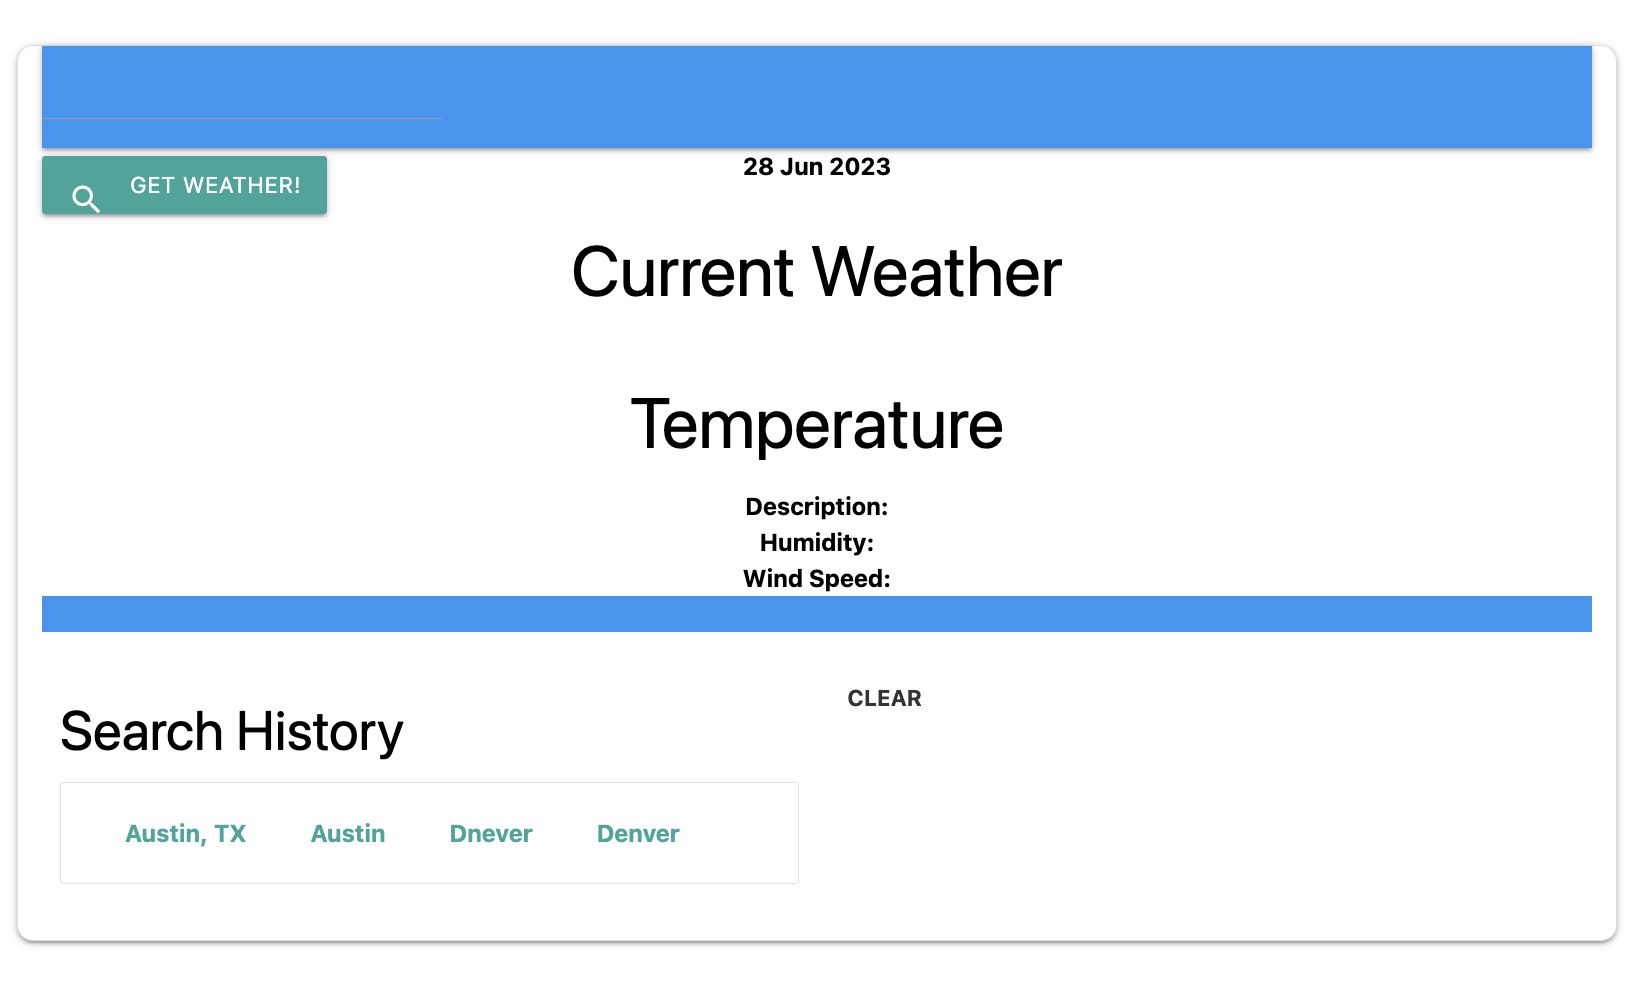 GET WEATHER!
28 Jun 2023
Current Weather
Temperature
Description:
Humidity:
Wind Speed:
CLEAR
Search History
Austin, TX Austin Dnever Denver